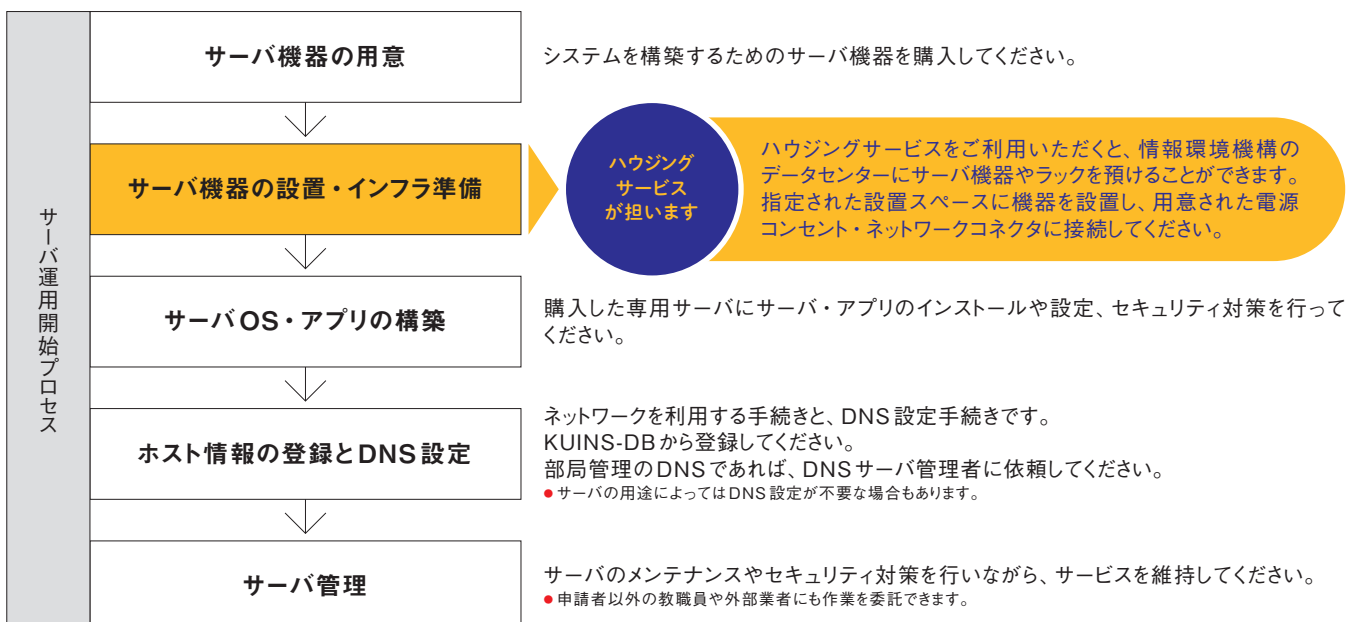 サーバ運用開始プロセス
サーバ機器の用意
システムを構築するためのサーバ機器を購入してください。
サーバ機器の設置・インフラ準備
ハウジング
サービス
が担います
ハウジングサービスをご利用いただくと、情報環境機構の
データセンターにサーバ機器やラックを預けることができます。
指定された設置スペースに機器を設置し、用意された電源
コンセント・ネットワークコネクタに接続してください。
サーバOS・アプリの構築
購入した専用サーバにサーバ・アプリのインストールや設定、セキュリティ対策を行って
ください。
ホスト情報の登録とDNS設定
ネットワークを利用する手続きと、DNS設定手続きです。
KUINS-DBから登録してください。
部局管理のDNSであれば、DNSサーバ管理者に依頼してください。
●サーバの用途によってはDNS設定が不要な場合もあります。
サーバ管理
サーバのメンテナンスやセキュリティ対策を行いながら、サービスを維持してください。
●申請者以外の教職員や外部業者にも作業を委託できます。